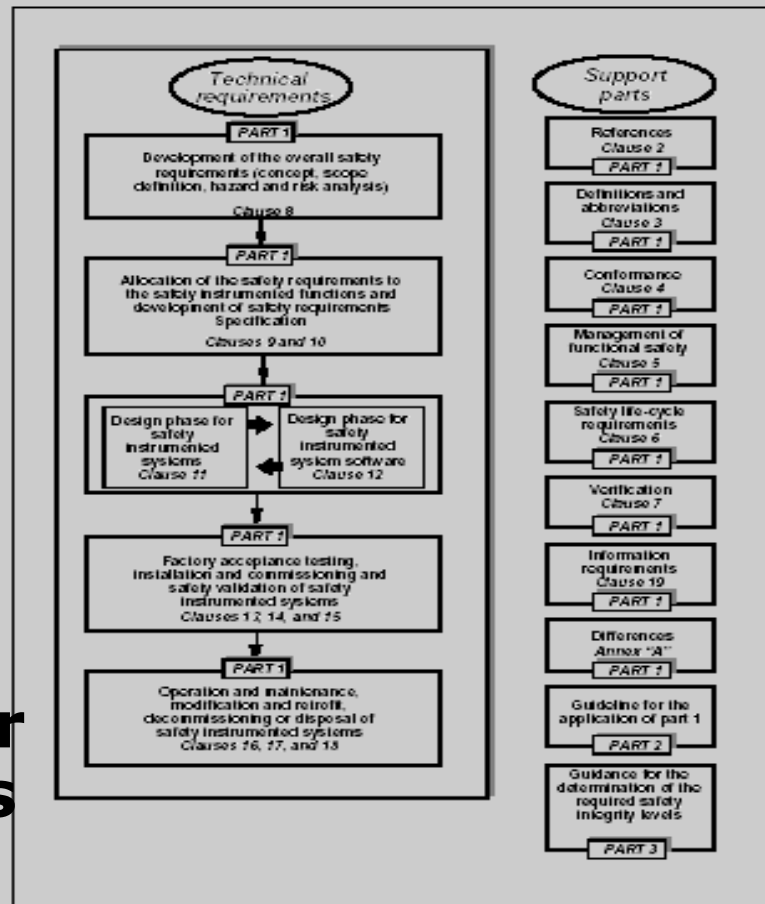 Technical
requirements
PART 1
Development of the overall safety
requirements (concept, scope
definition, hazard and risk analysis)
Clause 8
PART 1
Allocation of the safety requirements to
the safety instrumented functions and
development of safety requirements
Specification
Clauses 9 and 10
PART 1
Design phase for
safety
instrumented
systems
Clause 11
Design phase for
safety
instrumented
system software
Clause 12
PART 1
Factory acceptance testing,
installation and commissioning and
safety validation of safety
instrumented systems
Clauses 13, 14, and 15
PART 1
Operation and maintenance,
modification and retrofit,
decommissioning or disposal of
safety instrumented systems
Clauses 16, 17, and 18
r
s
Support
parts
References
Clause 2
PART 1
Definitions and
abbreviations
Clause 3
PART 1
Conformance
Clause 4
PART 1
Management of
functional safety
Clause 5
PART 1
Safety life-cycle
requirements
Clause 6
PART 1
Verification
Clause 7
PART 1
Information
requirements
Clause 19
PART 1
Differences
Annex "A"
PART 1
Guideline for the
application of part 1
PART 2
Guidance for the
determination of the
required safety
integrity levels
PART 3